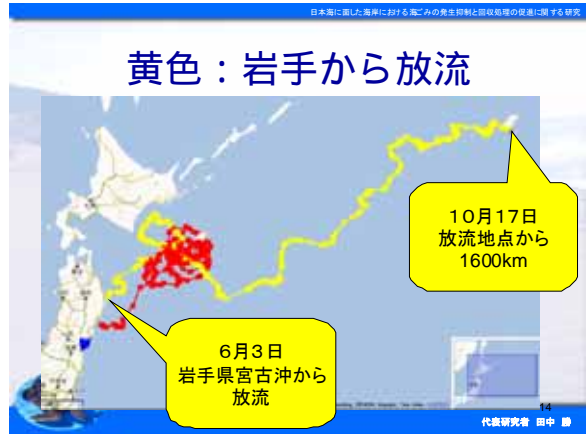 日本海に面した海岸における海ごみの発生抑制と回収処理の促進に関する研究
黄色：岩手から放流
10月17日
放流地点から
1600km
6月3日
岩手県宮古沖から
放流
14
代表研究者 田中 勝